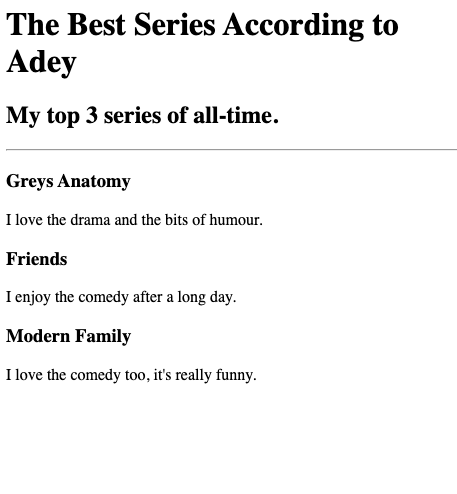 The Best Series According to
Adey
My top 3 series of all-time.
Greys Anatomy
I love the drama and the bits of humour.
Friends
I enjoy the comedy after a long day.
Modern Family
I love the comedy too, it's really funny.